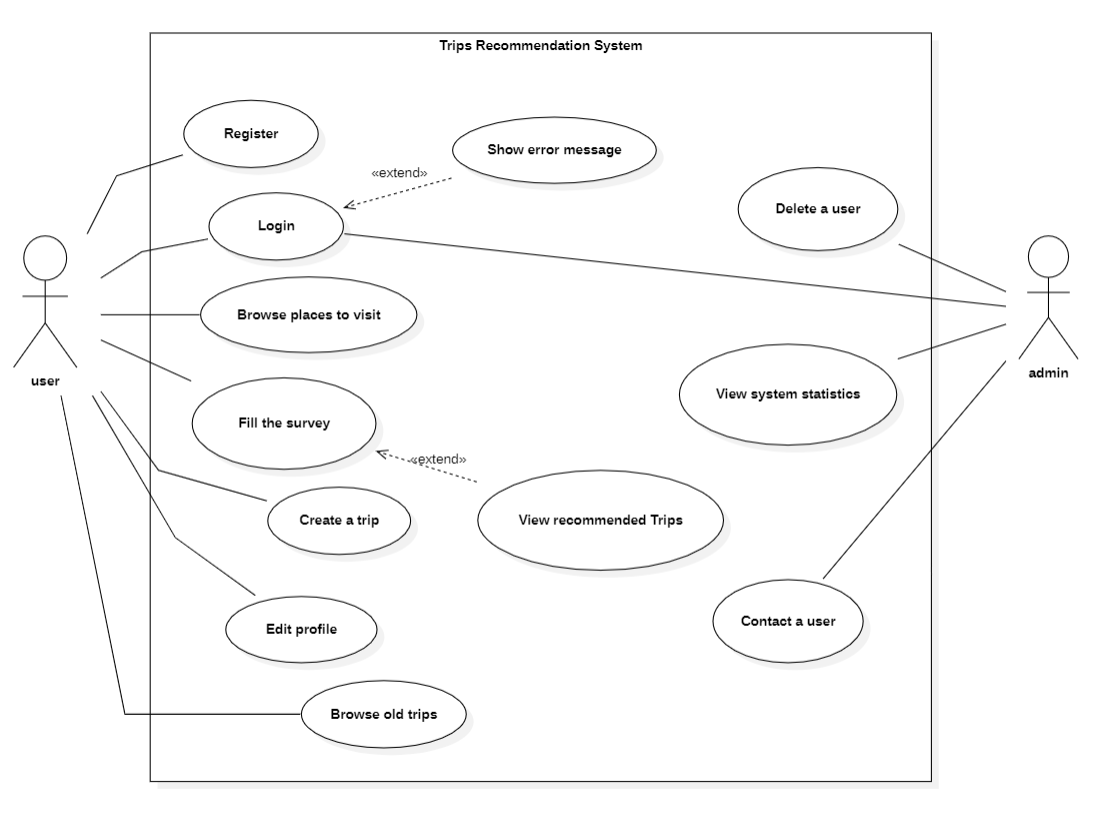 Trips Recommendation System
Register
Show error message
«extend»
Login
Delete a user
Browse places to visit
user
admin
View system statistics
Fill the survey
«extend»
Create a trip
View recommended Trips
Edit profile
Contact a user
Browse old trips